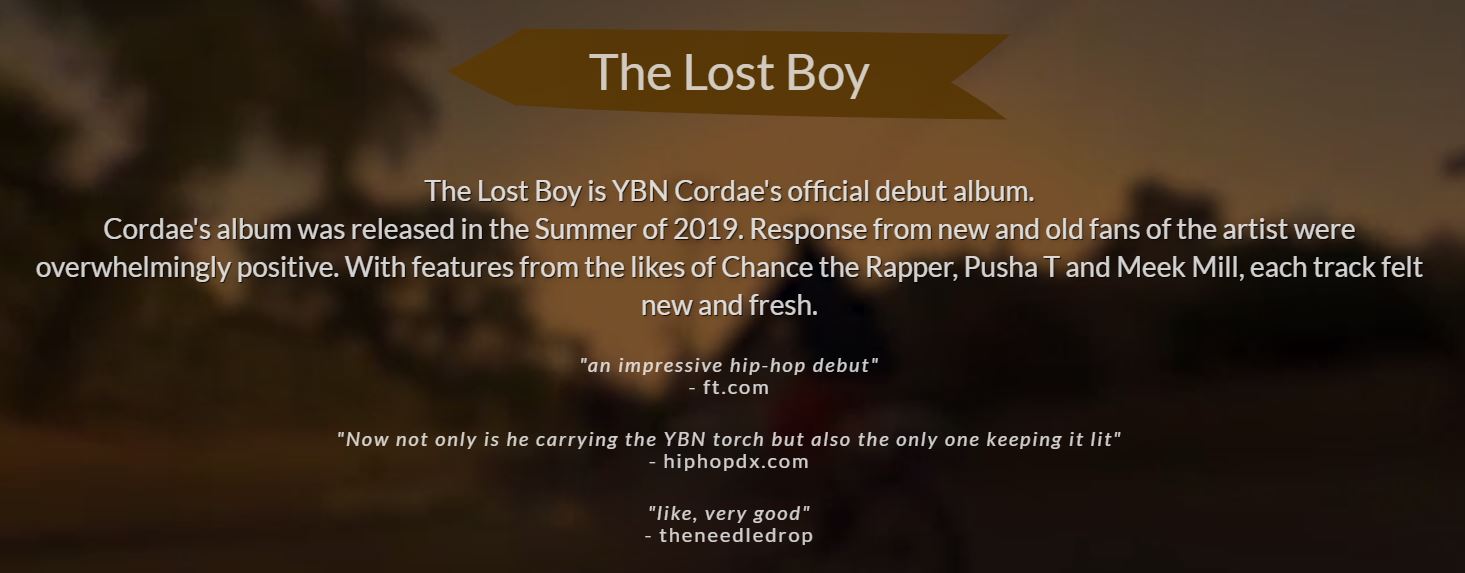 The Lost Boy
The Lost Boy is YBN Cordae's official debut album.
Cordae's album was released in the Summer of 2019. Response from new and old fans of the artist were
overwhelmingly positive. With features from the likes of Chance the Rapper, Pusha T and Meek Mill, each track felt
new and fresh.
"an impressive hip-hop debut"
- ft.com
"Now not only is he carrying the YBN torch but also the only one keeping it lit"
- hiphopdx.com
"like, very good"
- theneedledrop